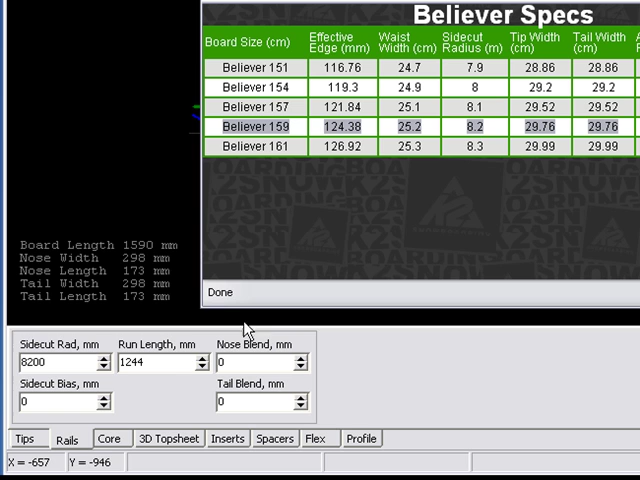 Believer Specs
Board Size (cm) Effective Edge (mm) Waist Width (cm) Sidecut Radius (m) Tip Width (cm) Tail Width (cm)
Believer 151 116.76 24.7 7.9 28.86 28.86
Believer 154 119.3 24.9 8 29.2 29.2
Believer 157 121.84 25.1 8.1 29.52 29.52
Believer 159 124.38 25.2 8.2 29.76 29.76
Believer 161 126.92 25.3 8.3 29.99 29.99
Board Length 1590 mm
Nose Width 298 mm
Nose Length 173 mm
Tail Width 298 mm
Tail Length 173 mm
Done
Sidecut Rad, mm Run Length, mm Nose Blend, mm
8200 1244 0
Sidecut Bias, mm Tail Blend, mm
0 0
Tips Rails Core 3D Topsheet Inserts Spacers Flex Profile
X = -657 Y = -946